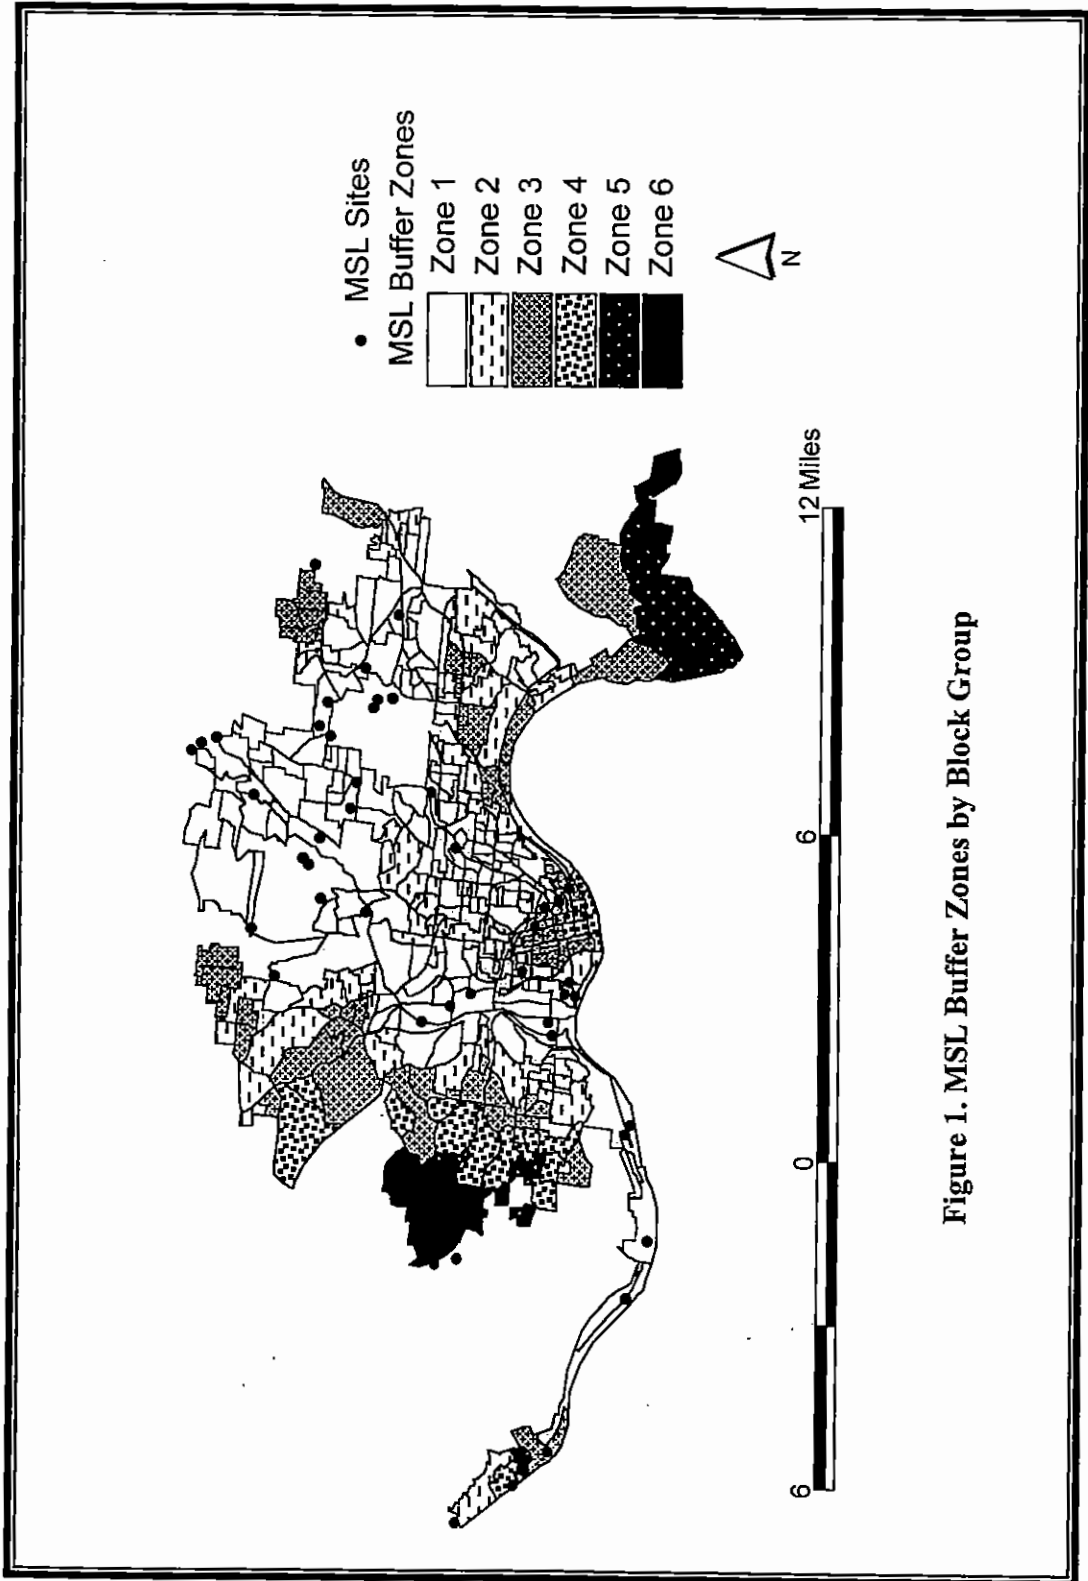 MSL Sites
MSL Buffer Zones
Zone 1
Zone 2
Zone 3
Zone 4
Zone 5
Zone 6
N
6
0
6
12 Miles
Figure 1. MSL Buffer Zones by Block Group